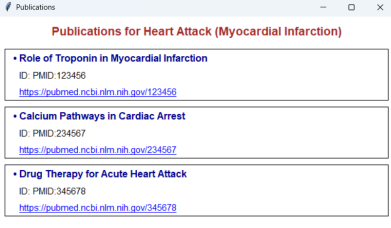 Publications
Publications for Heart Attack (Myocardial Infarction)
• Role of Troponin in Myocardial Infarction
ID: PMID:123456
https://pubmed.ncbi.nlm.nih.gov/123456
• Calcium Pathways in Cardiac Arrest
ID: PMID:234567
https://pubmed.ncbi.nlm.nih.gov/234567
• Drug Therapy for Acute Heart Attack
ID: PMID:345678
https://pubmed.ncbi.nlm.nih.gov/345678